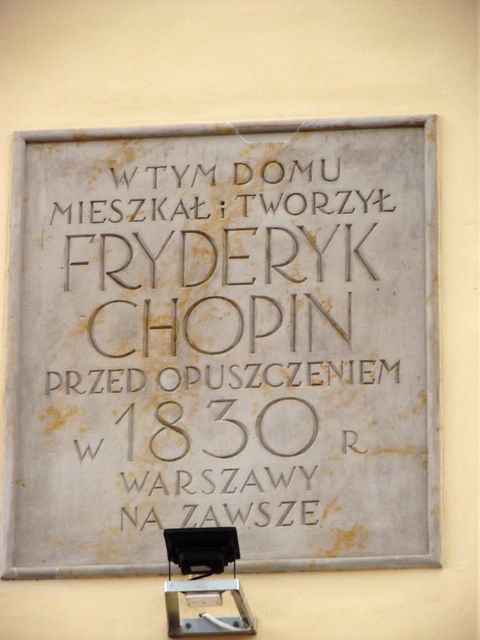 W TYM DOMU
MIESZKAŁ i TWORZYŁ
FRYDERYK
CHOPIN
PRZED OPUSZCZENIEM
W 1830 R
WARSZAWY
NA ZAWSZE